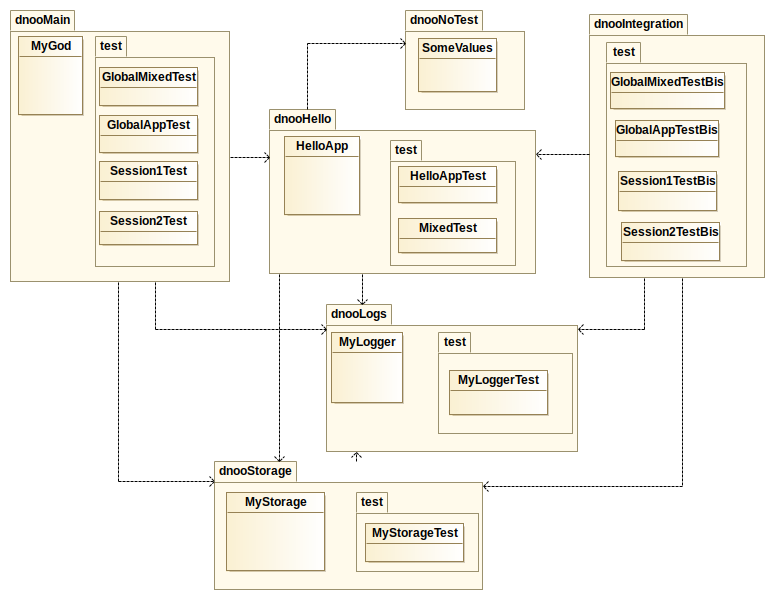 dnooMain
MyGod
test
GlobalMixedTest
GlobalAppTest
Session1Test
Session2Test
dnooNoTest
SomeValues
dnooIntegration
test
GlobalMixedTestBis
GlobalAppTestBis
Session1TestBis
Session2TestBis
dnooHello
HelloApp
test
HelloAppTest
MixedTest
dnooLogs
MyLogger
test
MyLoggerTest
dnooStorage
MyStorage
test
MyStorageTest